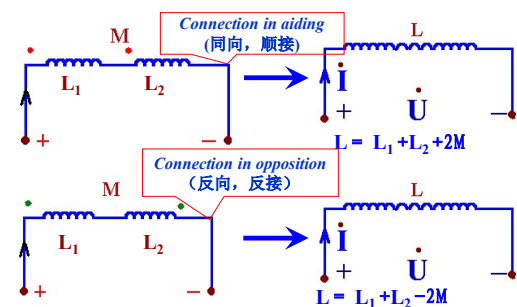 Connection in aiding
(同向，顺接)
M
L₁ L₂
+ −
L
İ
+ U̇ −
L = L₁+L₂+2M
Connection in opposition
（反向，反接）
M
L₁ L₂
+ −
L
İ
+ U̇ −
L = L₁+L₂−2M